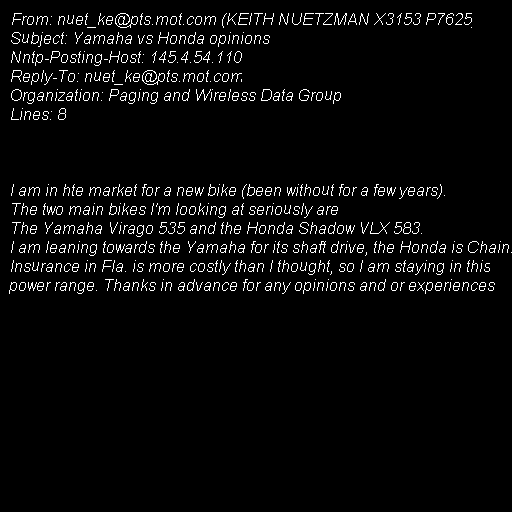 From: nuet_ke@pts.mot.com (KEITH NUETZMAN X3153 P7625)
Subject: Yamaha vs Honda opinions
Nntp-Posting-Host: 145.4.54.110
Reply-To: nuet_ke@pts.mot.com
Organization: Paging and Wireless Data Group
Lines: 8
I am in hte market for a new bike (been without for a few years).
The two main bikes I'm looking at seriously are
The Yamaha Virago 535 and the Honda Shadow VLX 583.
I am leaning towards the Yamaha for its shaft drive, the Honda is Chain.
Insurance in Fla. is more costly than I thought, so I am staying in this
power range. Thanks in advance for any opinions and or experiences